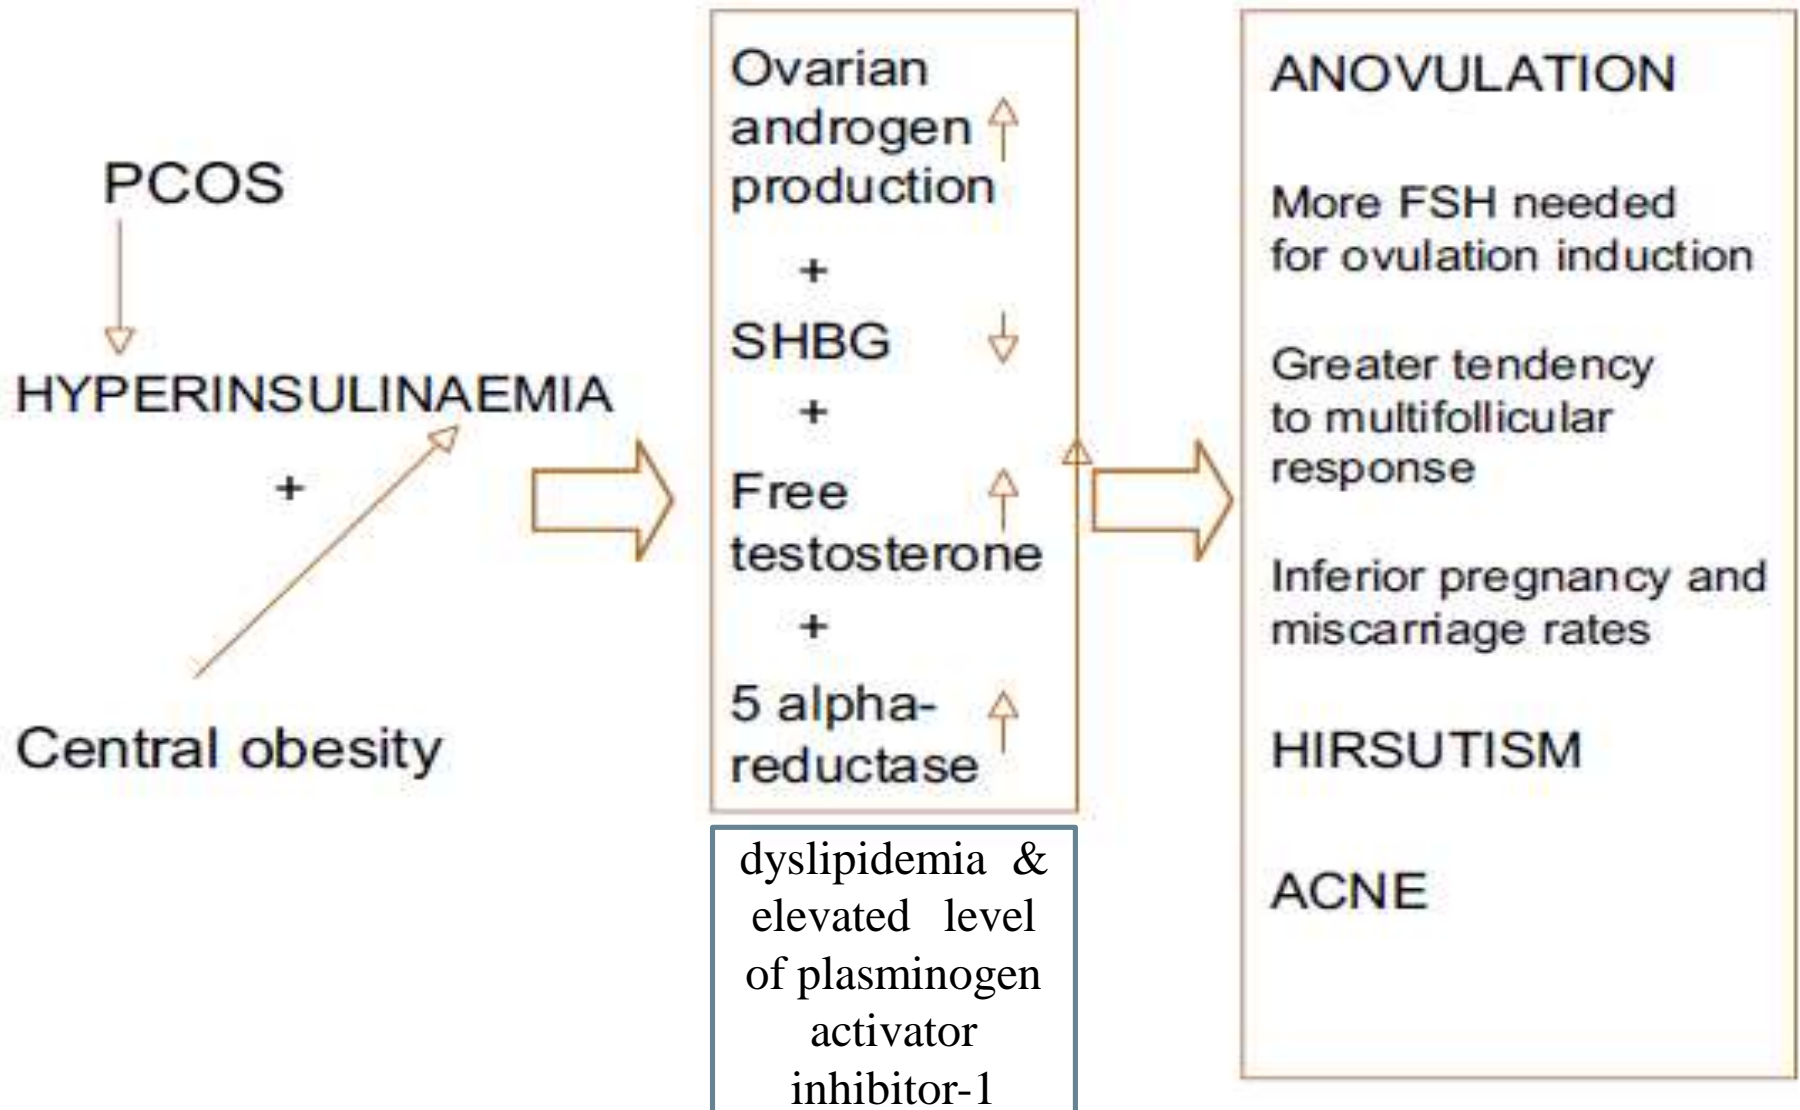 PCOS
HYPERINSULINAEMIA
+
Central obesity
Ovarian
androgen
production
+
SHBG
+
Free
testosterone
+
5 alpha-
reductase
dyslipidemia & 
elevated level
of plasminogen
activator
inhibitor-1
ANOVULATION
More FSH needed
for ovulation induction
Greater tendency
to multifollicular
response
Inferior pregnancy and
miscarriage rates
HIRSUTISM
ACNE